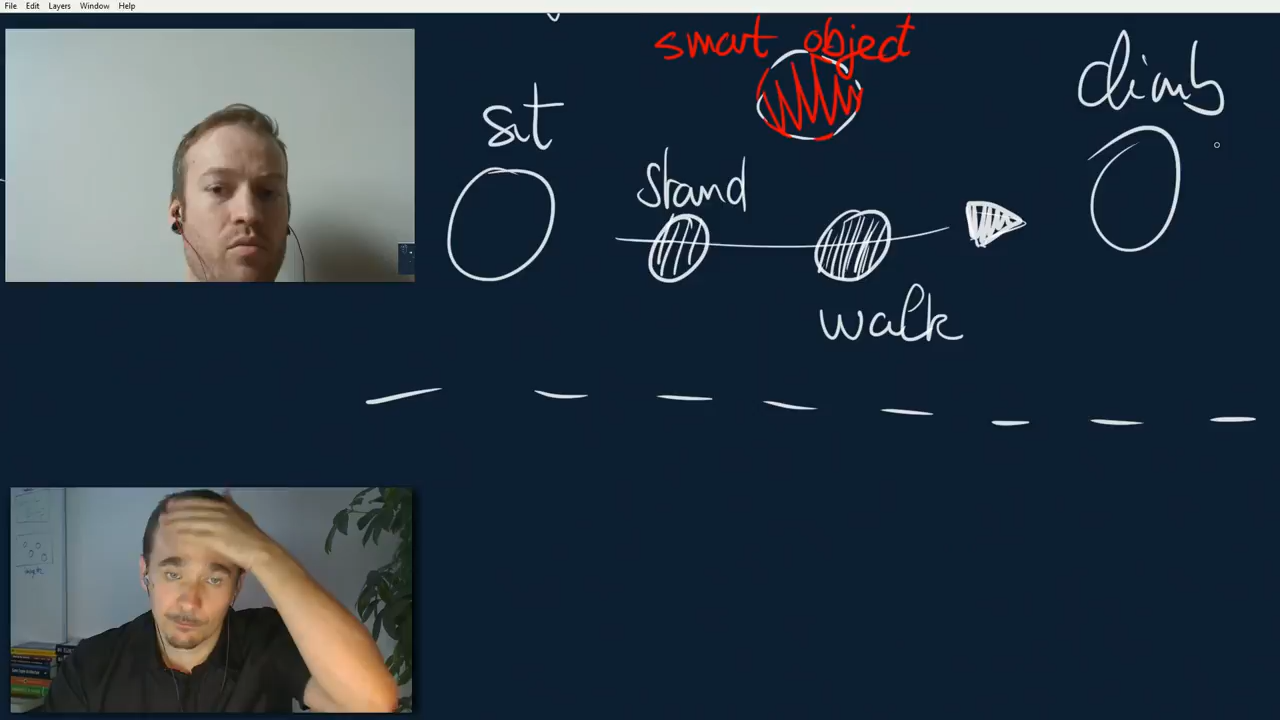 File Edit Layers Window Help
smart object
climb
sit
stand
walk